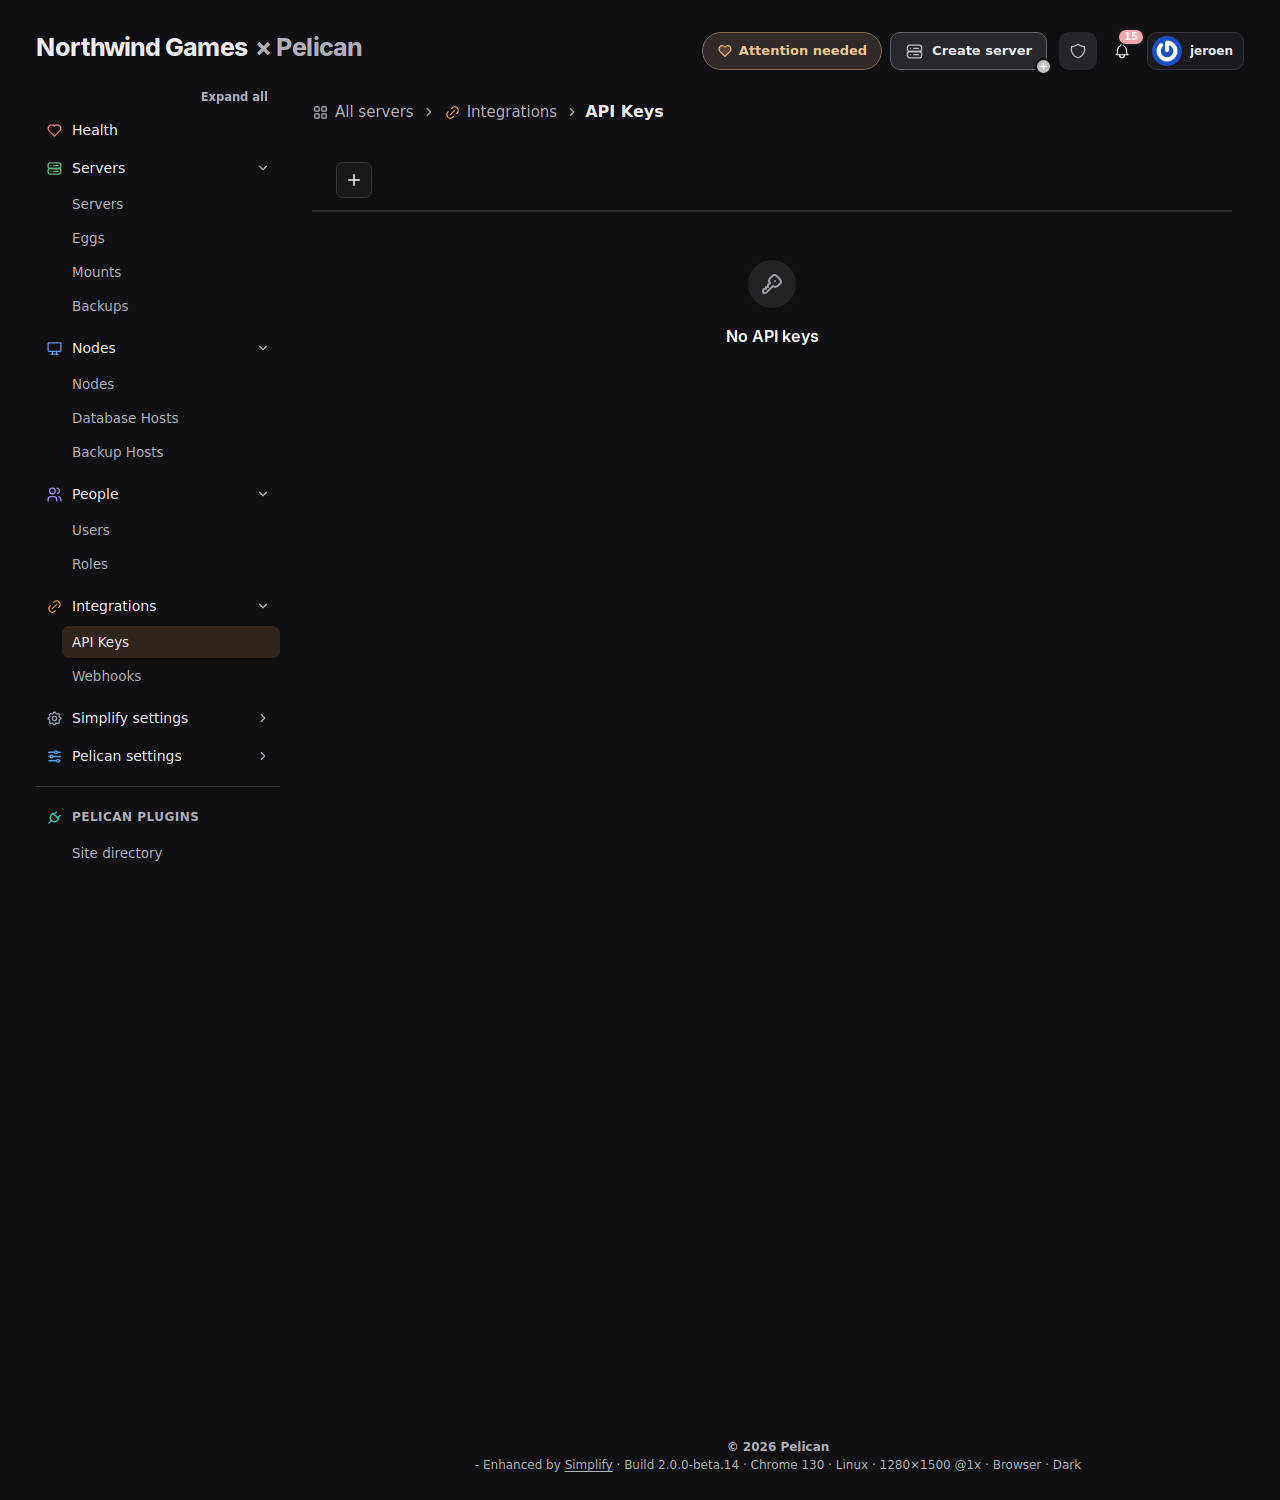 Northwind Games × Pelican
Attention needed
Create server
15
jeroen
Expand all
Health
Servers
Servers
Eggs
Mounts
Backups
Nodes
Nodes
Database Hosts
Backup Hosts
People
Users
Roles
Integrations
API Keys
Webhooks
Simplify settings
Pelican settings
PELICAN PLUGINS
Site directory
All servers > Integrations > API Keys
No API keys
© 2026 Pelican
- Enhanced by Simplify · Build 2.0.0-beta.14 · Chrome 130 · Linux · 1280×1500 @1x · Browser · Dark